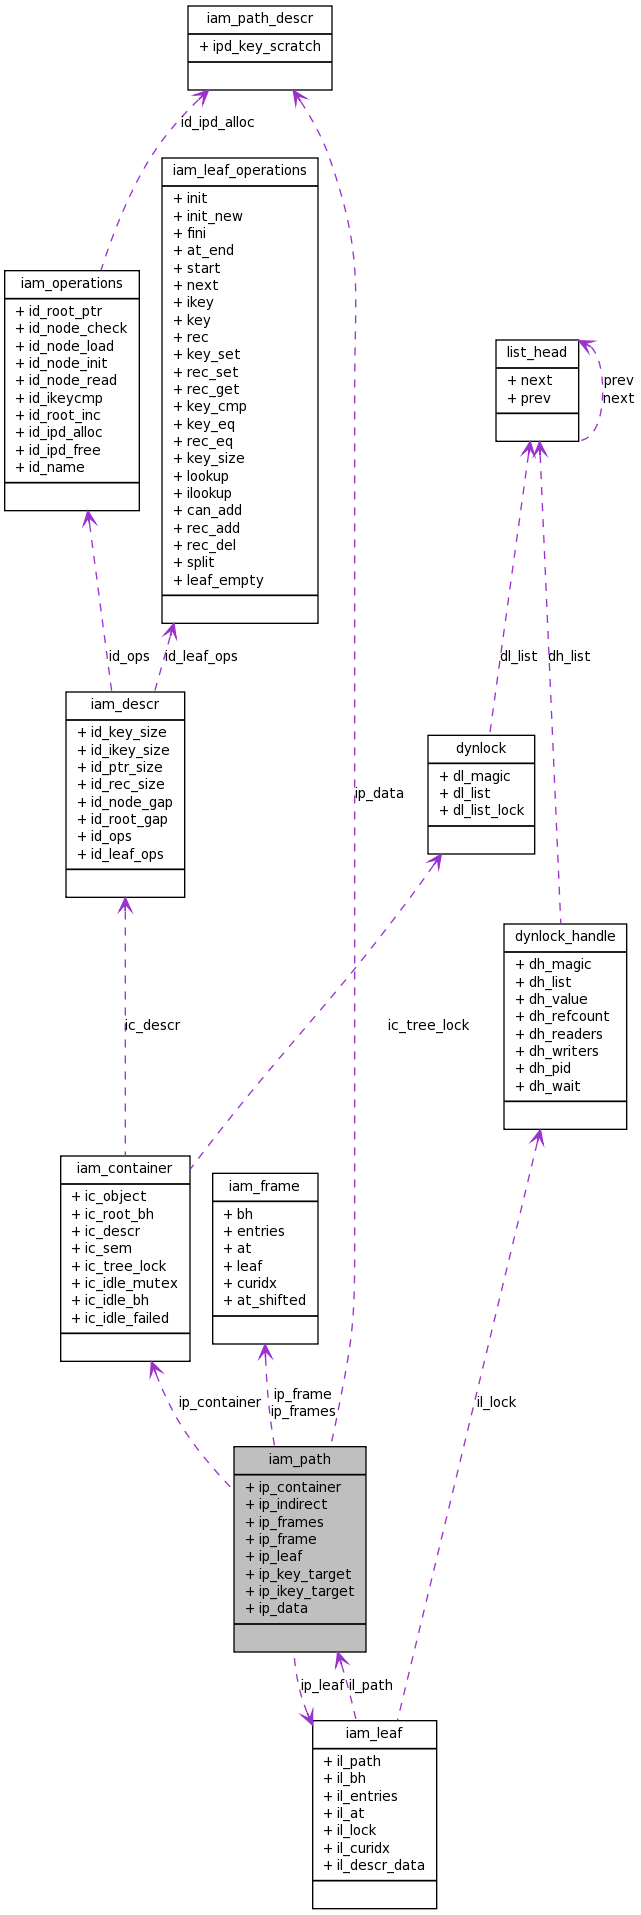 iam_path_descr
+ ipd_key_scratch
id_ipd_alloc
iam_leaf_operations
+ init
+ init_new
+ fini
+ at_end
+ start
+ next
+ ikey
+ key
+ rec
+ key_set
+ rec_set
+ rec_get
+ key_cmp
+ key_eq
+ rec_eq
+ key_size
+ lookup
+ ilookup
+ can_add
+ rec_add
+ rec_del
+ split
+ leaf_empty
iam_operations
+ id_root_ptr
+ id_node_check
+ id_node_load
+ id_node_init
+ id_node_read
+ id_ikeycmp
+ id_root_inc
+ id_ipd_alloc
+ id_ipd_free
+ id_name
list_head
+ next
+ prev
prev
next
id_ops
id_leaf_ops
dl_list
dh_list
iam_descr
+ id_key_size
+ id_ikey_size
+ id_ptr_size
+ id_rec_size
+ id_node_gap
+ id_root_gap
+ id_ops
+ id_leaf_ops
ip_data
dynlock
+ dl_magic
+ dl_list
+ dl_list_lock
dynlock_handle
+ dh_magic
+ dh_list
+ dh_value
+ dh_refcount
+ dh_readers
+ dh_writers
+ dh_pid
+ dh_wait
ic_descr
ic_tree_lock
iam_container
+ ic_object
+ ic_root_bh
+ ic_descr
+ ic_sem
+ ic_tree_lock
+ ic_idle_mutex
+ ic_idle_bh
+ ic_idle_failed
iam_frame
+ bh
+ entries
+ at
+ leaf
+ curidx
+ at_shifted
ip_container
ip_frame
ip_frames
il_lock
iam_path
+ ip_container
+ ip_indirect
+ ip_frames
+ ip_frame
+ ip_leaf
+ ip_key_target
+ ip_ikey_target
+ ip_data
ip_leaf
il_path
iam_leaf
+ il_path
+ il_bh
+ il_entries
+ il_at
+ il_lock
+ il_curidx
+ il_descr_data